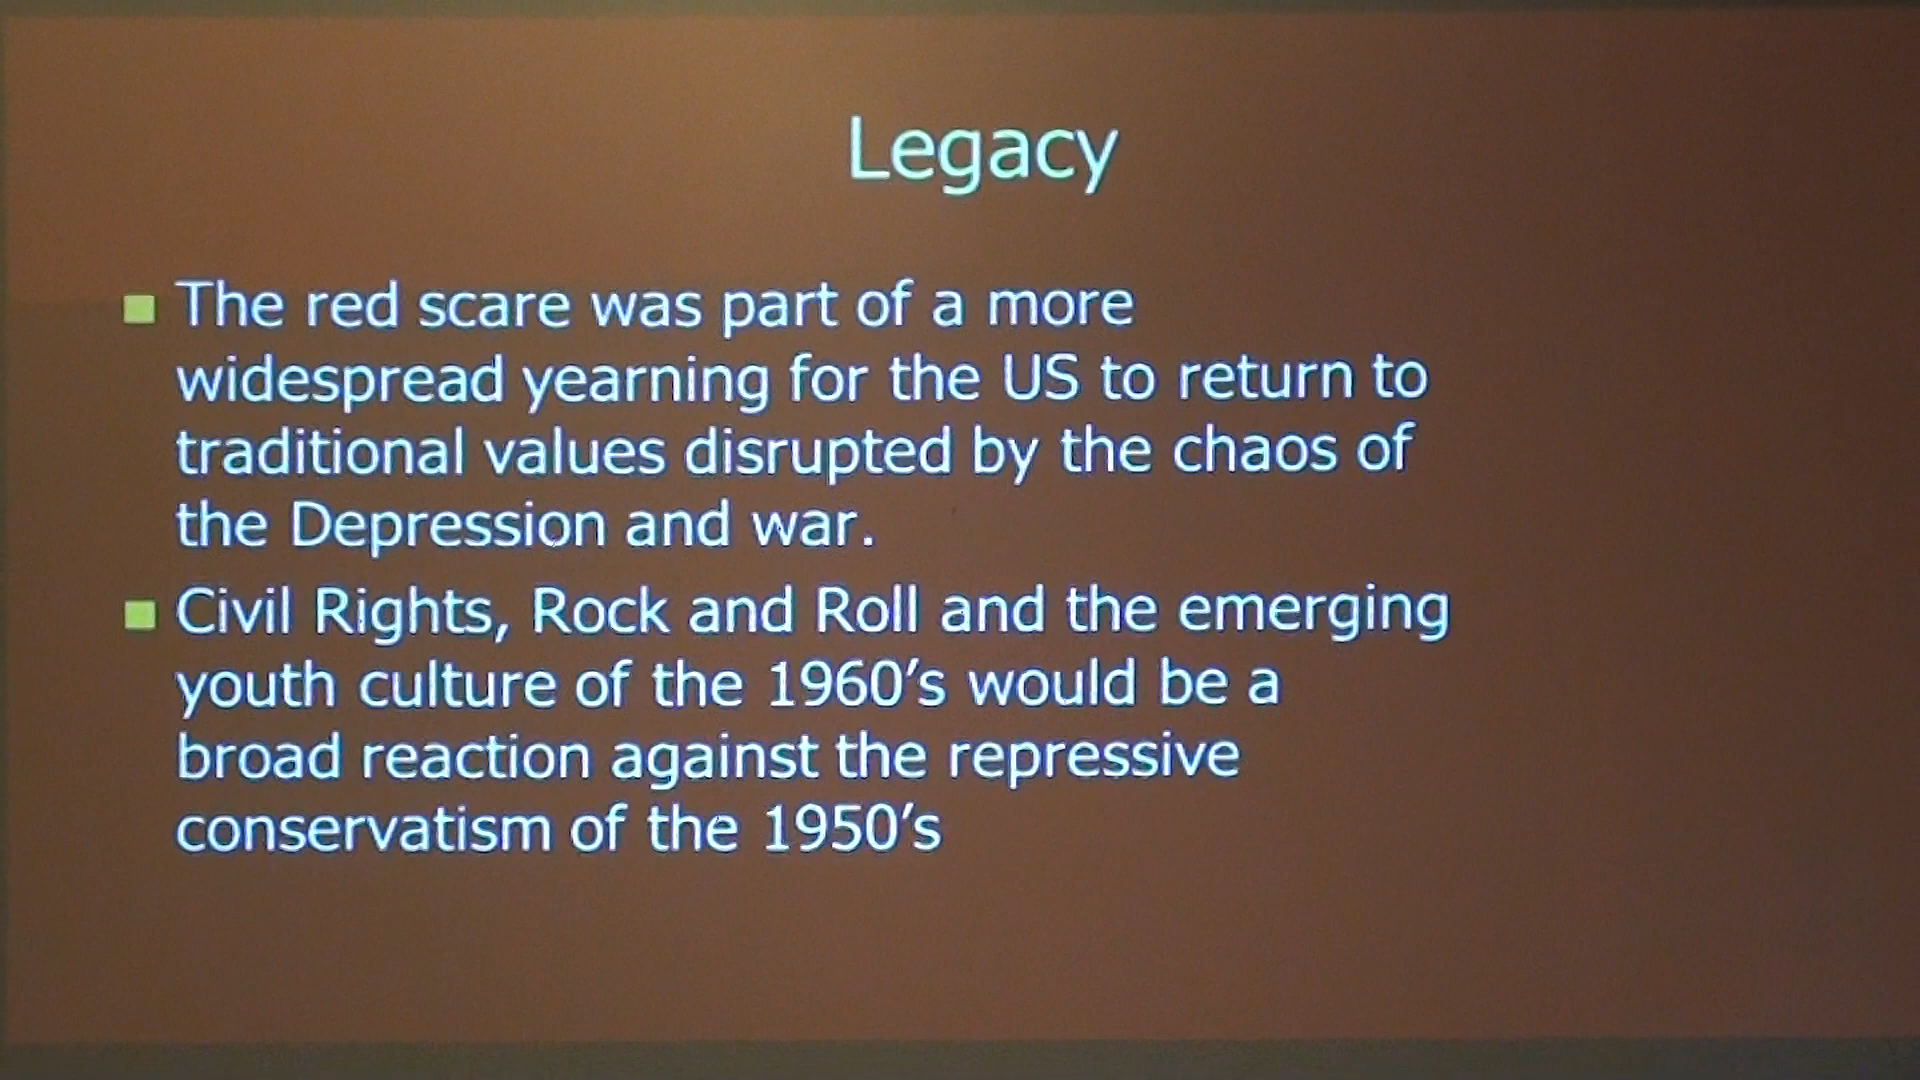 Legacy
The red scare was part of a more
widespread yearning for the US to return to
traditional values disrupted by the chaos of
the Depression and war.
Civil Rights, Rock and Roll and the emerging
youth culture of the 1960’s would be a
broad reaction against the repressive
conservatism of the 1950’s